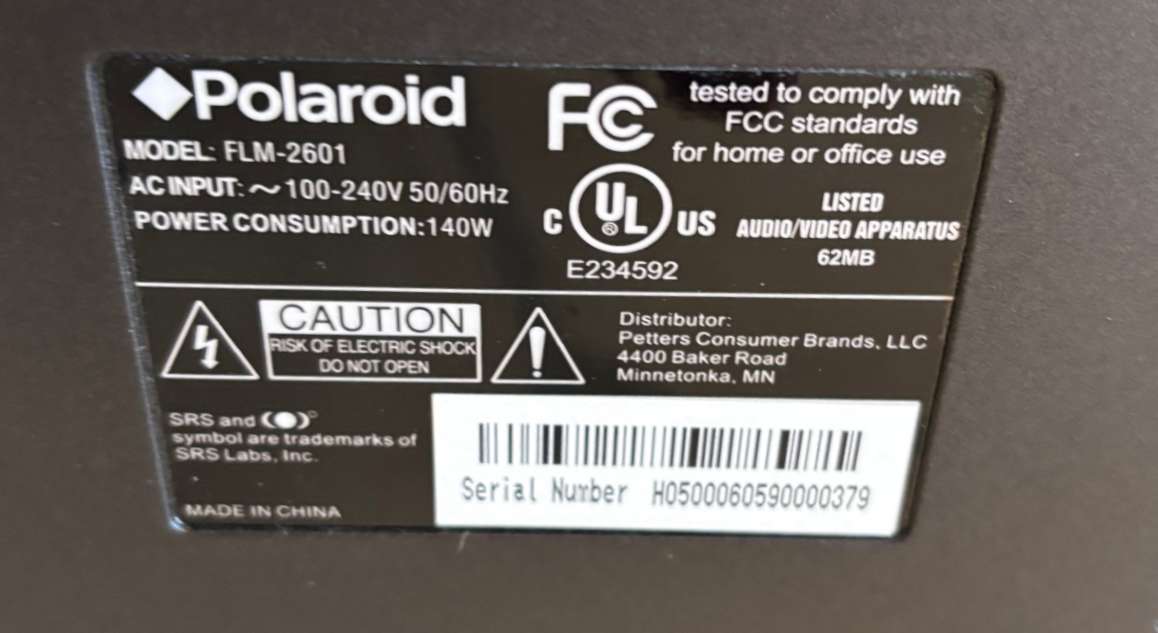 Polaroid
MODEL: FLM-2601
AC INPUT: ~ 100-240V 50/60Hz
POWER CONSUMPTION:140W
FC
tested to comply with
FCC standards
for home or office use
C UL US
®
E234592
LISTED
AUDIO/VIDEO APPARATUS
62MB
CAUTION
RISK OF ELECTRIC SHOCK
DO NOT OPEN
Distributor:
Petters Consumer Brands, LLC
4400 Baker Road
Minnetonka, MN
SRS and
symbol are trademarks of
SRS Labs, Inc.
MADE IN CHINA
Serial Number H0500060590000379